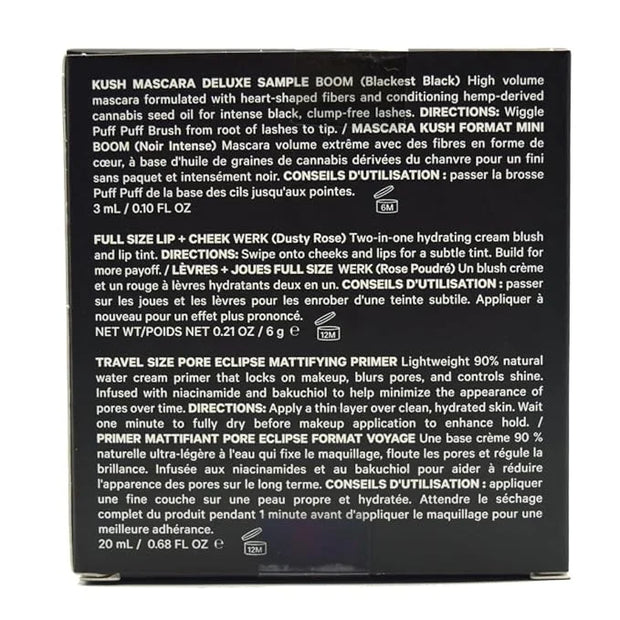 KUSH MASCARA DELUXE SAMPLE BOOM (Blackest Black) High volume
mascara formulated with heart-shaped fibers and conditioning hemp-derived
cannabis seed oil for intense black, clump-free lashes. DIRECTIONS: Wiggle
Puff Puff Brush from root of lashes to tip. / MASCARA KUSH FORMAT MINI
BOOM (Noir Intense) Mascara volume extrême avec des fibres en forme de
cœur, à base d'huile de graines de cannabis dérivées du chanvre pour un fini
sans paquet et intensément noir. CONSEILS D'UTILISATION : passer la brosse
Puff Puff de la base des cils jusqu'aux pointes.
3 mL / 0.10 FL OZ
6M
FULL SIZE LIP + CHEEK WERK (Dusty Rose) Two-in-one hydrating cream blush
and lip tint. DIRECTIONS: Swipe onto cheeks and lips for a subtle tint. Build for
more payoff. / LÈVRES + JOUES FULL SIZE WERK (Rose Poudré) Un blush crème
et un rouge à lèvres hydratants deux en un. CONSEILS D'UTILISATION : passer
sur les joues et les lèvres pour les enrober d'une teinte subtile. Appliquer à
nouveau pour un effet plus prononcé.
NET WT/POIDS NET 0.21 OZ / 6 g ℮
12M
TRAVEL SIZE PORE ECLIPSE MATTIFYING PRIMER Lightweight 90% natural
water cream primer that locks on makeup, blurs pores, and controls shine.
Infused with niacinamide and bakuchiol to help minimize the appearance of
pores over time. DIRECTIONS: Apply a thin layer over clean, hydrated skin. Wait
one minute to fully dry before makeup application to enhance hold. /
PRIMER MATTIFIANT PORE ECLIPSE FORMAT VOYAGE Une base crème 90 %
naturelle ultra-légère à l'eau qui fixe le maquillage, floute les pores et régule la
brillance. Infusée aux niacinamides et au bakuchiol pour aider à réduire
l'apparence des pores sur le long terme. CONSEILS D'UTILISATION : appliquer
une fine couche sur une peau propre et hydratée. Attendre le séchage
complet du produit pendant 1 minute avant d'appliquer le maquillage pour une
meilleure adhérance.
20 mL / 0.68 FL OZ ℮
12M